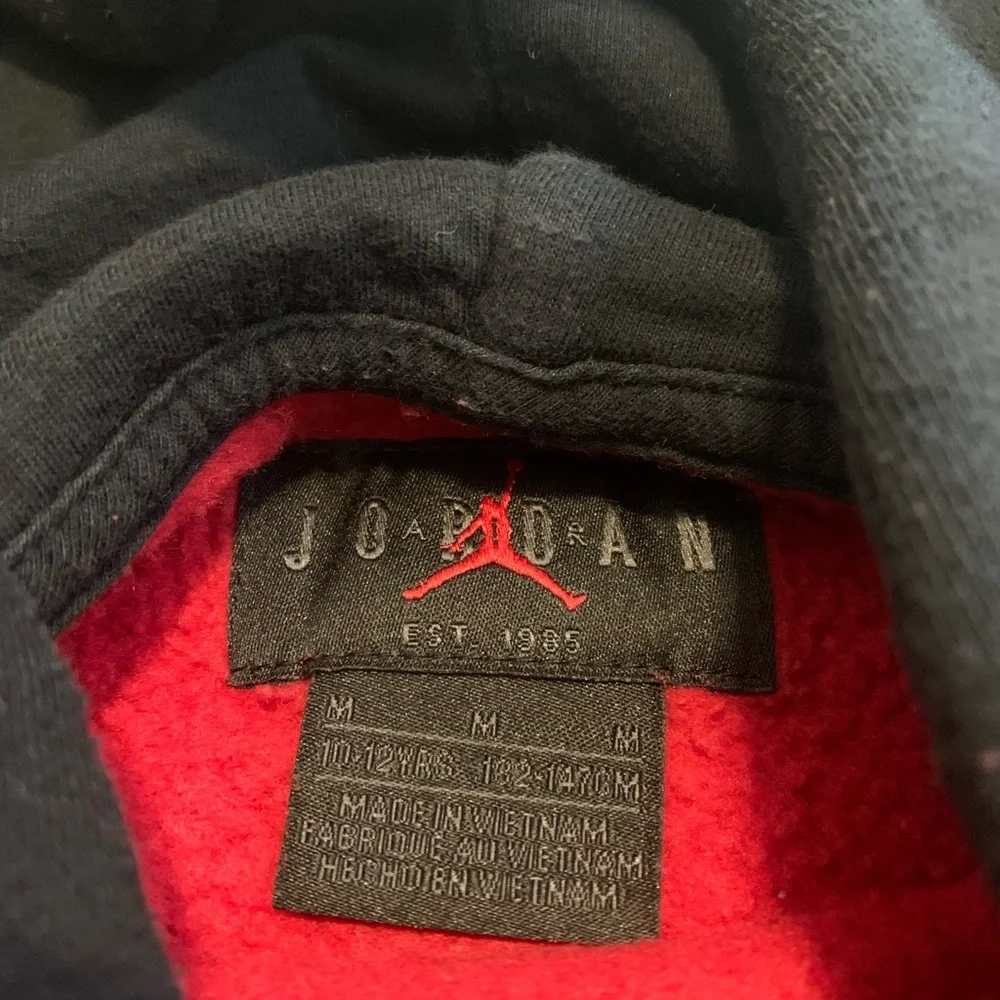 JORDAN
AIR
EST. 1985
M M M
10-12YRS 132-147CM
MADE IN VIETNAM
FABRIQUE AU VIETNAM
HECHO EN VIETNAM